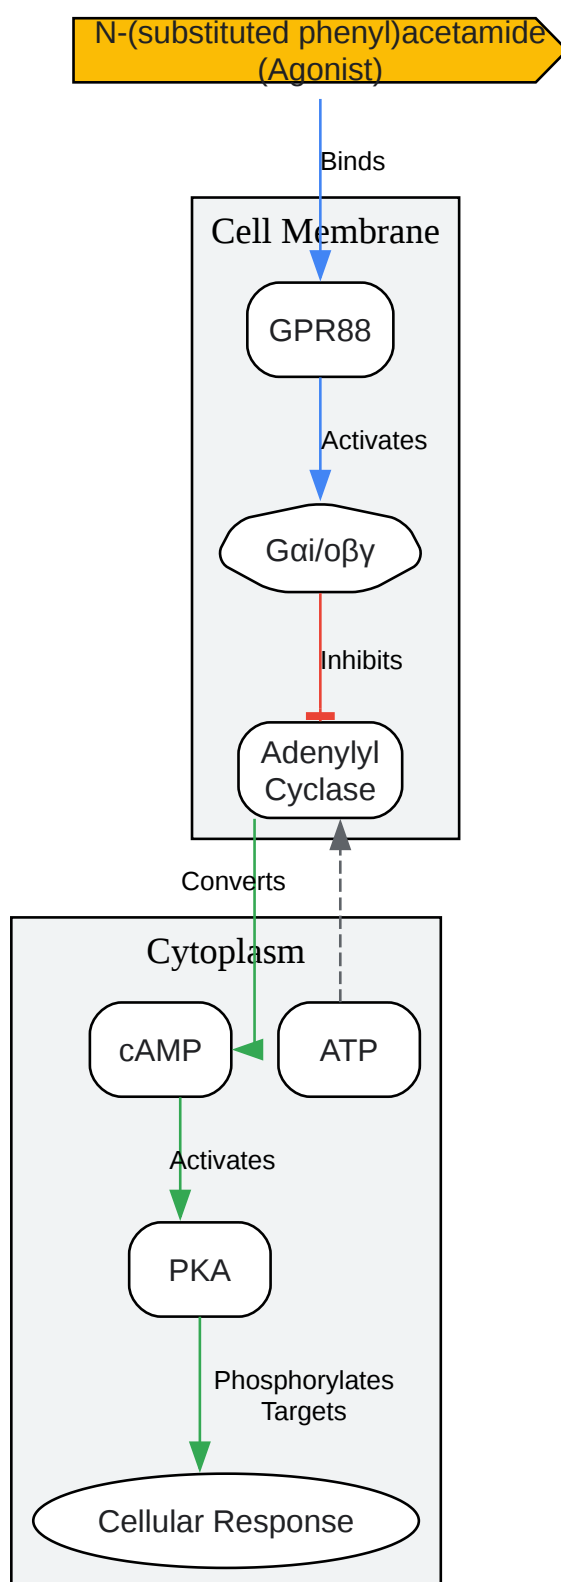 N-(substituted phenyl)acetamide
(Agonist)
Binds
Cell Membrane
GPR88
Activates
Gαi/oβγ
Inhibits
Adenylyl
Cyclase
Converts
Cytoplasm
cAMP
ATP
Activates
PKA
Phosphorylates
Targets
Cellular Response